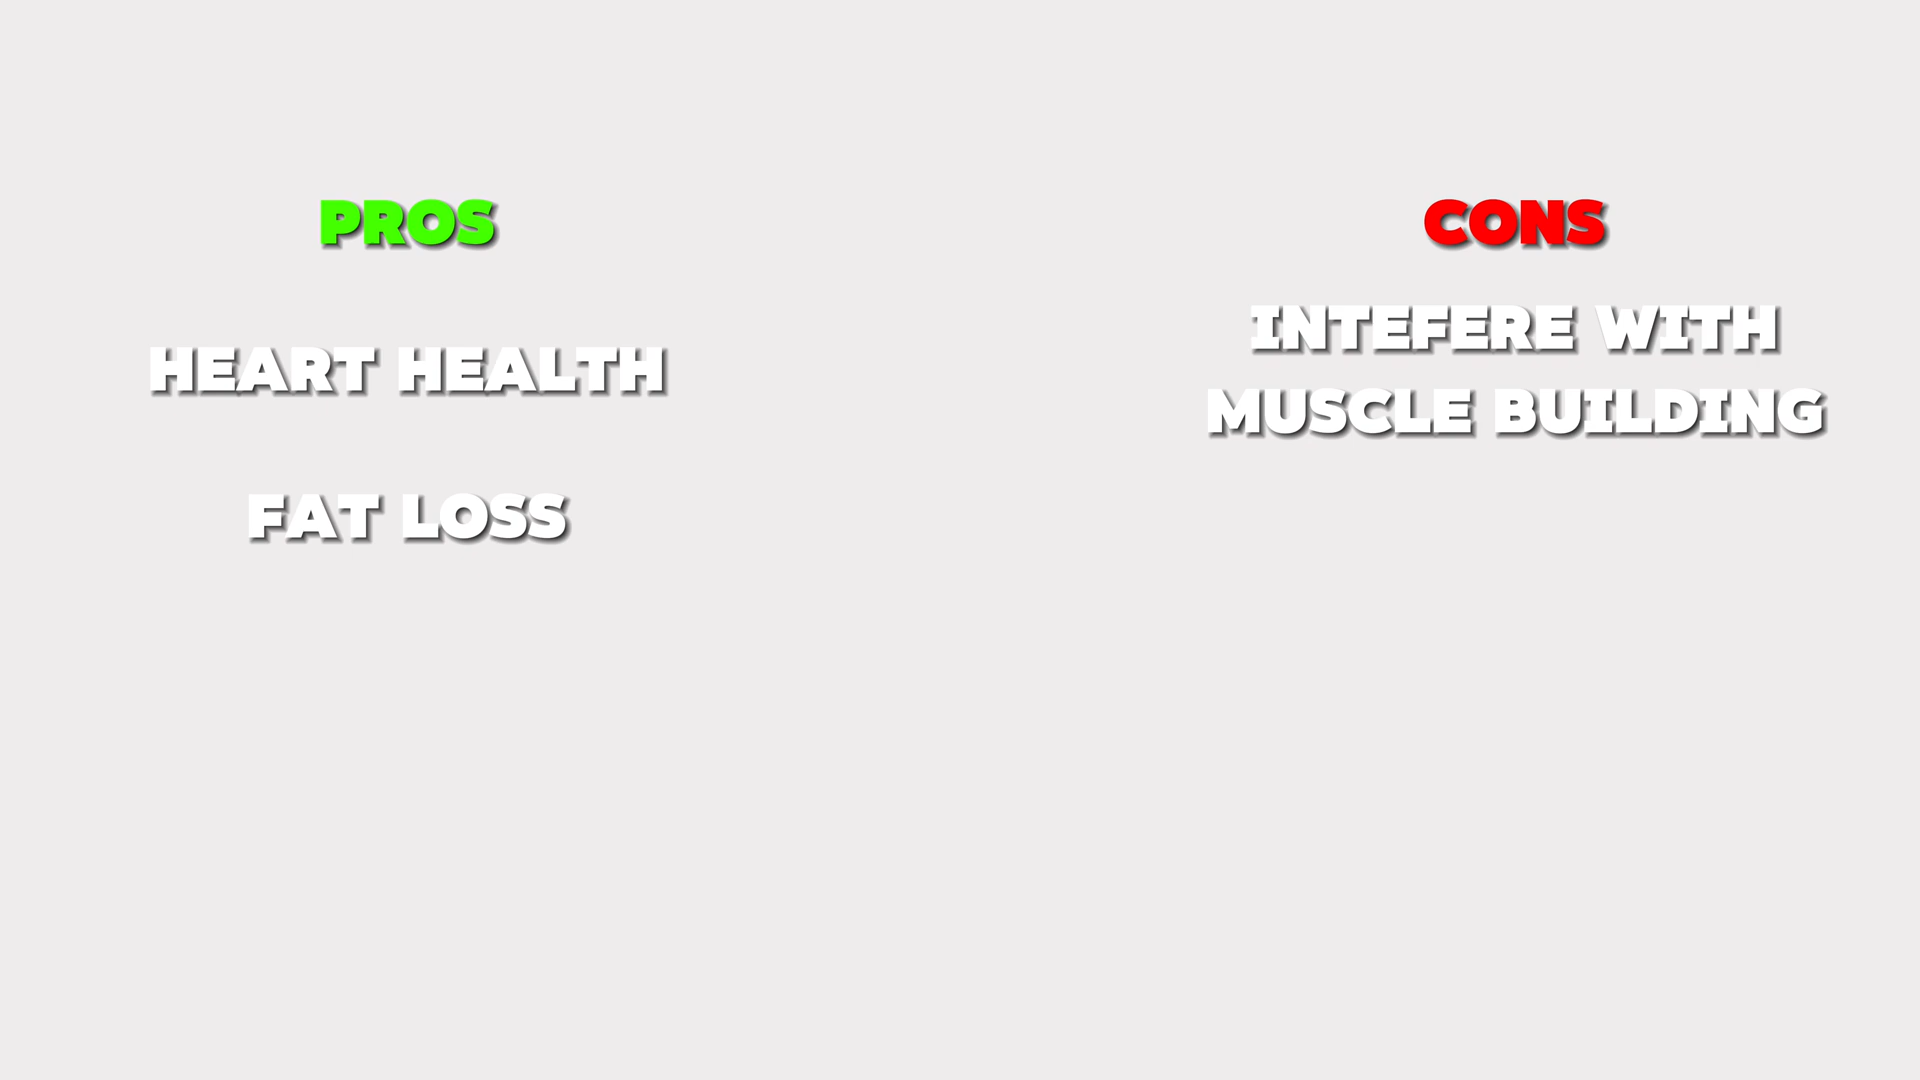 PROS
HEART HEALTH
FAT LOSS
CONS
INTEFERE WITH
MUSCLE BUILDING